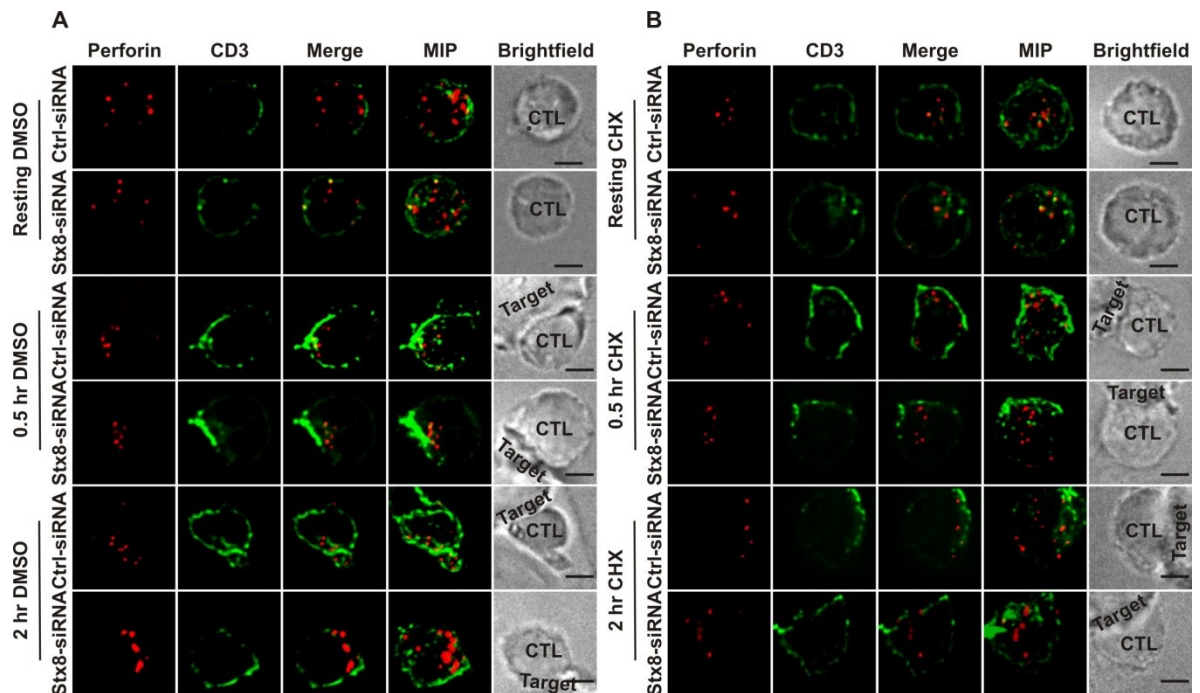 A
Perforin CD3 Merge MIP Brightfield
Resting DMSO
Ctrl-siRNA
CTL
Stx8-siRNA
CTL
0.5 hr DMSO
Ctrl-siRNA
Target
CTL
Stx8-siRNA
CTL
Target
2 hr DMSO
Ctrl-siRNA
Target
CTL
Stx8-siRNA
CTL
Target
B
Perforin CD3 Merge MIP Brightfield
Resting CHX
Ctrl-siRNA
CTL
Stx8-siRNA
CTL
0.5 hr CHX
Ctrl-siRNA
Target
CTL
Stx8-siRNA
Target
CTL
2 hr CHX
Ctrl-siRNA
CTL
Target
Stx8-siRNA
Target
CTL